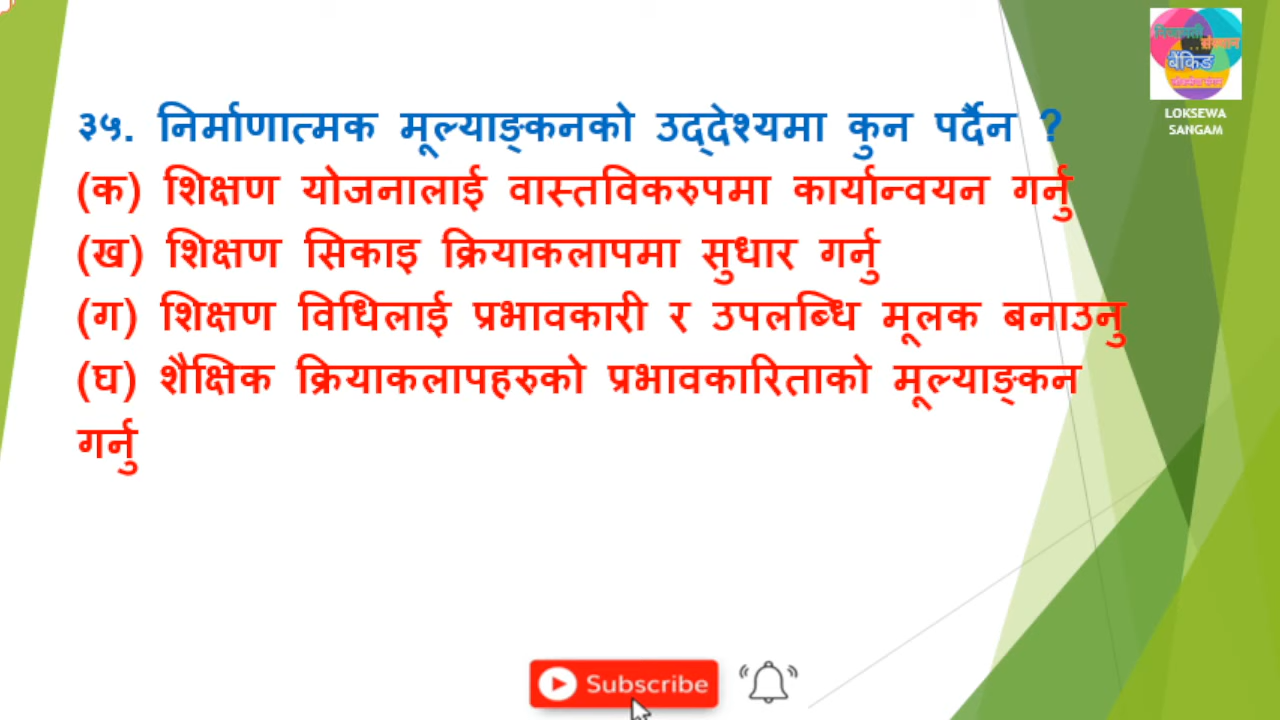 LOKSEWA
SANGAM
३५. निर्माणात्मक मूल्याङ्कनको उद्देश्यमा कुन पर्दैन ?
(क) शिक्षण योजनालाई वास्तविकरुपमा कार्यान्वयन गर्नु
(ख) शिक्षण सिकाइ क्रियाकलापमा सुधार गर्नु
(ग) शिक्षण विधिलाई प्रभावकारी र उपलब्धि मूलक बनाउनु
(घ) शैक्षिक क्रियाकलापहरुको प्रभावकारिताको मूल्याङ्कन
गर्नु
Subscribe